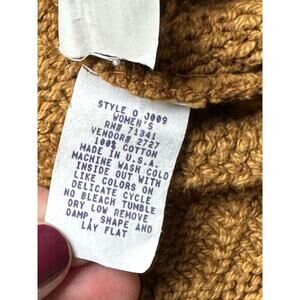 STYLE O J009
WOMEN'S
RN# 71341
VENDOR# 2727
100% COTTON
MADE IN U.S.A.
MACHINE WASH COLD
INSIDE OUT WITH
LIKE COLORS ON
DELICATE CYCLE
NO BLEACH TUMBLE
DRY LOW REMOVE
DAMP, SHAPE AND
LAY FLAT